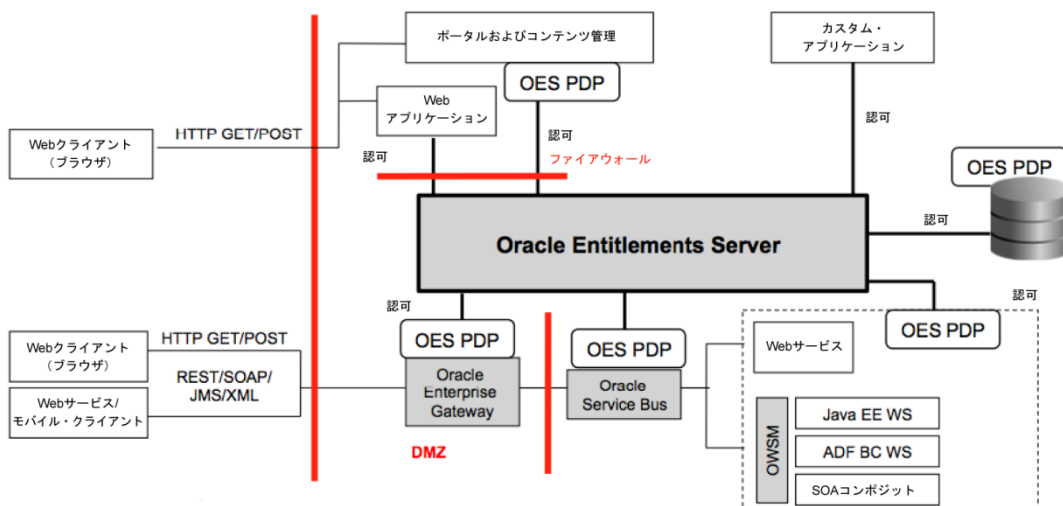 ポータルおよびコンテンツ管理
カスタム・
アプリケーション
OES PDP
Web
アプリケーション
HTTP GET/POST
Webクライアント
(ブラウザ)
認可
認可
ファイアウォール
認可
OES PDP
認可
Oracle Entitlements Server
認可
認可
OES PDP
OES PDP
OES PDP
HTTP GET/POST
Webクライアント
(ブラウザ)
REST/SOAP/
JMS/XML
Webサービス/
モバイル・クライアント
Oracle
Enterprise
Gateway
Oracle
Service Bus
Webサービス
DMZ
OWSM
Java EE WS
ADF BC WS
SOAコンポジット